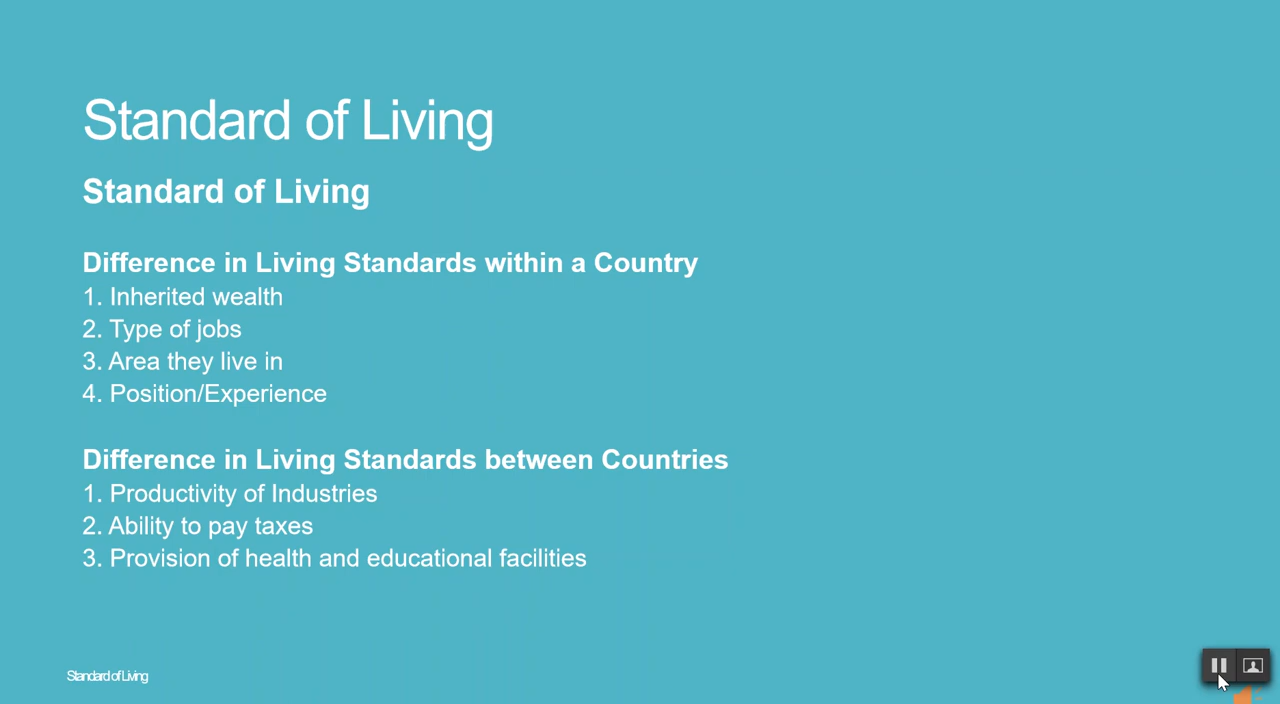 Standard of Living
Standard of Living
Difference in Living Standards within a Country
1. Inherited wealth
2. Type of jobs
3. Area they live in
4. Position/Experience
Difference in Living Standards between Countries
1. Productivity of Industries
2. Ability to pay taxes
3. Provision of health and educational facilities
Standard of Living